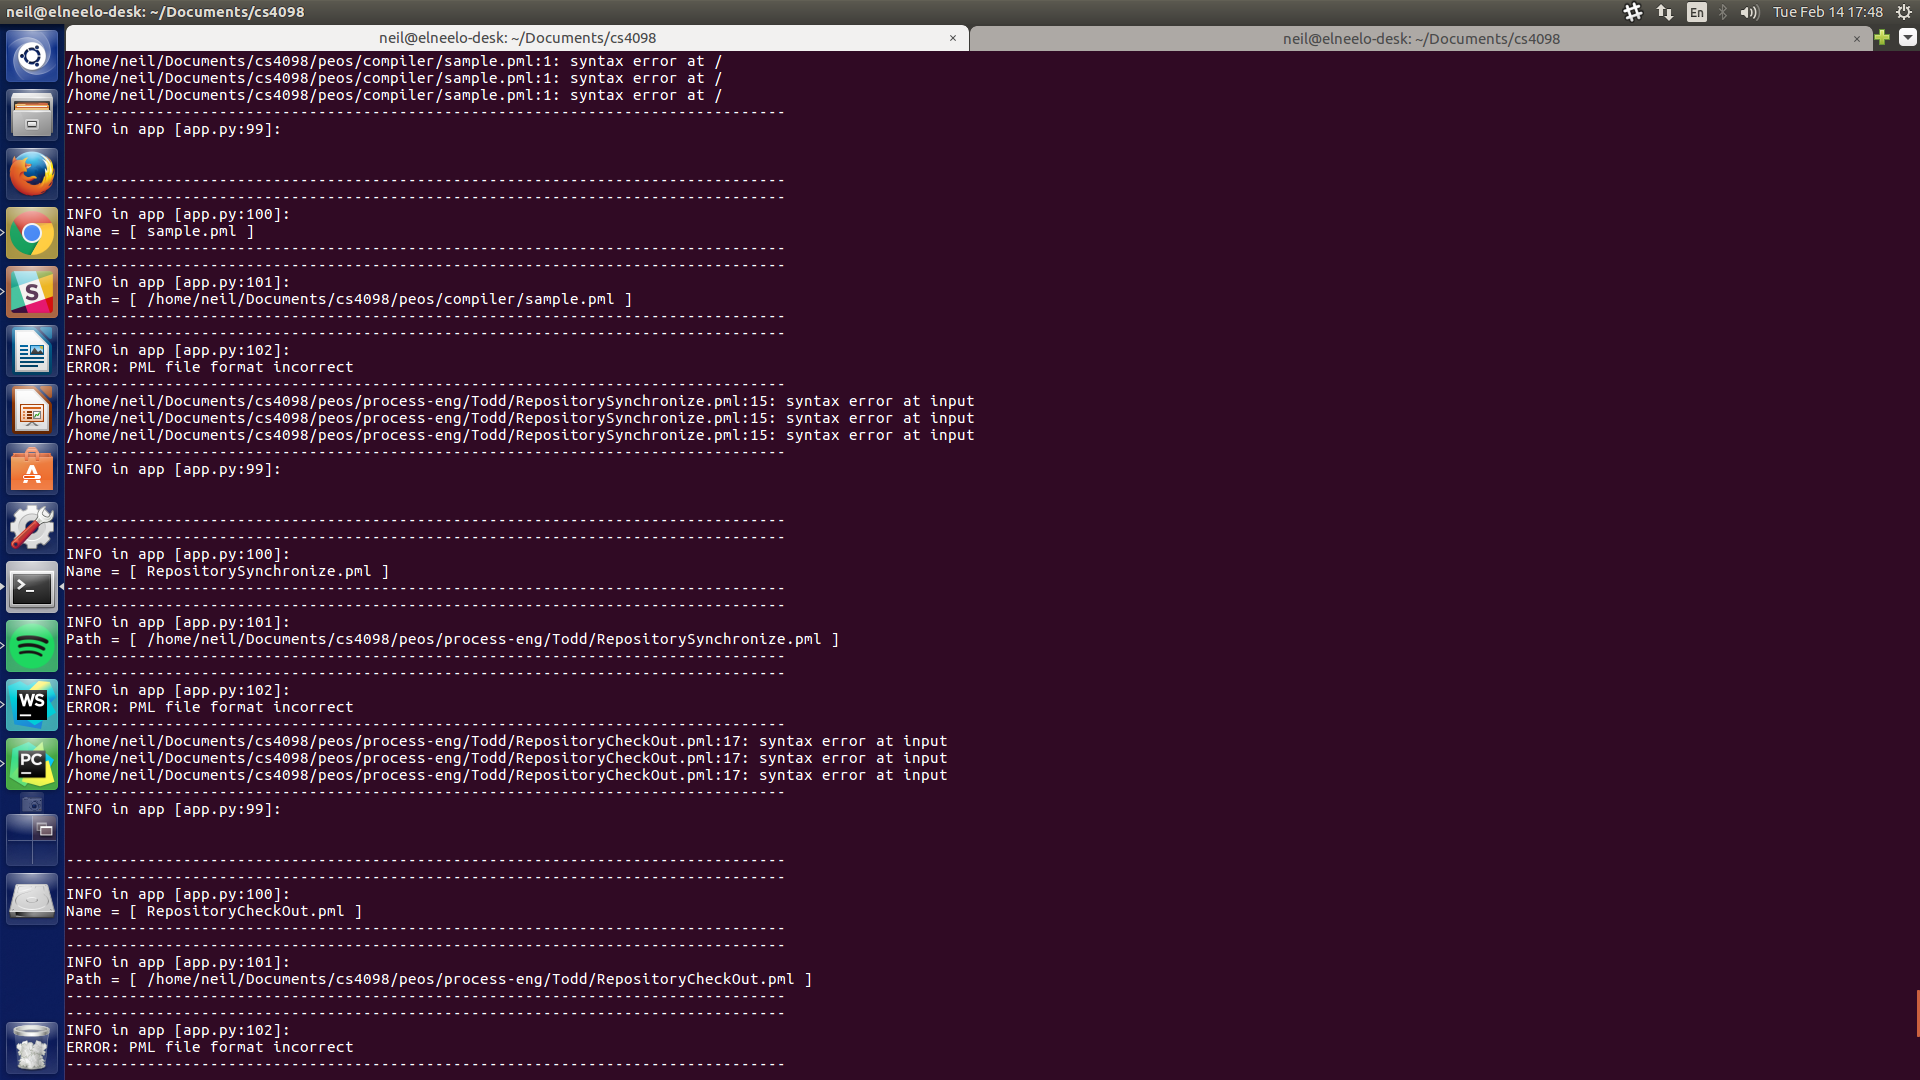 neil@elneelo-desk: ~/Documents/cs4098
En
Tue Feb 14 17:48
neil@elneelo-desk: ~/Documents/cs4098 ×
neil@elneelo-desk: ~/Documents/cs4098 ×
/home/neil/Documents/cs4098/peos/compiler/sample.pml:1: syntax error at /
/home/neil/Documents/cs4098/peos/compiler/sample.pml:1: syntax error at /
/home/neil/Documents/cs4098/peos/compiler/sample.pml:1: syntax error at /
--------------------------------------------------------------------------------
INFO in app [app.py:99]:
--------------------------------------------------------------------------------
--------------------------------------------------------------------------------
INFO in app [app.py:100]:
Name = [ sample.pml ]
--------------------------------------------------------------------------------
--------------------------------------------------------------------------------
INFO in app [app.py:101]:
Path = [ /home/neil/Documents/cs4098/peos/compiler/sample.pml ]
--------------------------------------------------------------------------------
--------------------------------------------------------------------------------
INFO in app [app.py:102]:
ERROR: PML file format incorrect
--------------------------------------------------------------------------------
/home/neil/Documents/cs4098/peos/process-eng/Todd/RepositorySynchronize.pml:15: syntax error at input
/home/neil/Documents/cs4098/peos/process-eng/Todd/RepositorySynchronize.pml:15: syntax error at input
/home/neil/Documents/cs4098/peos/process-eng/Todd/RepositorySynchronize.pml:15: syntax error at input
--------------------------------------------------------------------------------
INFO in app [app.py:99]:
--------------------------------------------------------------------------------
--------------------------------------------------------------------------------
INFO in app [app.py:100]:
Name = [ RepositorySynchronize.pml ]
--------------------------------------------------------------------------------
--------------------------------------------------------------------------------
INFO in app [app.py:101]:
Path = [ /home/neil/Documents/cs4098/peos/process-eng/Todd/RepositorySynchronize.pml ]
--------------------------------------------------------------------------------
--------------------------------------------------------------------------------
INFO in app [app.py:102]:
ERROR: PML file format incorrect
--------------------------------------------------------------------------------
/home/neil/Documents/cs4098/peos/process-eng/Todd/RepositoryCheckOut.pml:17: syntax error at input
/home/neil/Documents/cs4098/peos/process-eng/Todd/RepositoryCheckOut.pml:17: syntax error at input
/home/neil/Documents/cs4098/peos/process-eng/Todd/RepositoryCheckOut.pml:17: syntax error at input
--------------------------------------------------------------------------------
INFO in app [app.py:99]:
--------------------------------------------------------------------------------
--------------------------------------------------------------------------------
INFO in app [app.py:100]:
Name = [ RepositoryCheckOut.pml ]
--------------------------------------------------------------------------------
--------------------------------------------------------------------------------
INFO in app [app.py:101]:
Path = [ /home/neil/Documents/cs4098/peos/process-eng/Todd/RepositoryCheckOut.pml ]
--------------------------------------------------------------------------------
--------------------------------------------------------------------------------
INFO in app [app.py:102]:
ERROR: PML file format incorrect
--------------------------------------------------------------------------------
S
A
>_
WS
PC